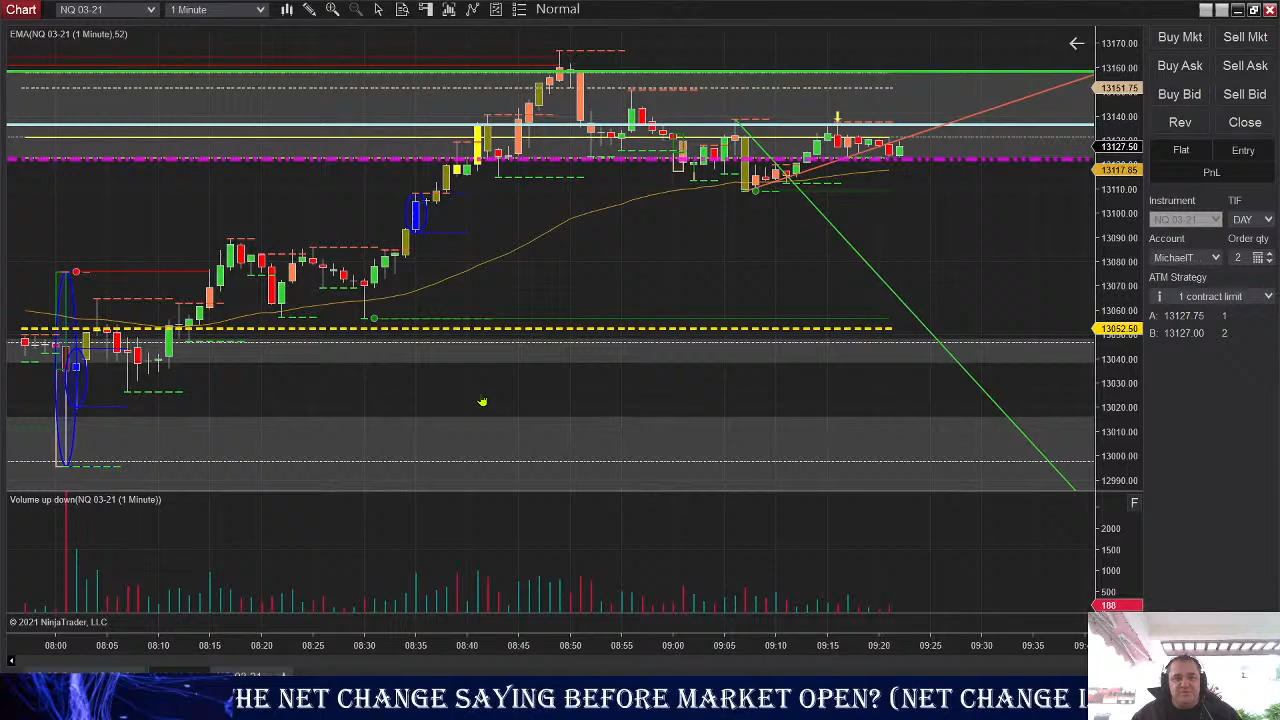 Chart NQ 03-21 1 Minute Normal
EMA(NQ 03-21 (1 Minute),52)
13170.00
13160.00
13151.75
13140.00
13127.50
13117.85
13110.00
13100.00
13090.00
13080.00
13070.00
13060.00
13052.50
13040.00
13030.00
13020.00
13010.00
13000.00
12990.00
Buy Mkt Sell Mkt
Buy Ask Sell Ask
Buy Bid Sell Bid
Rev Close
Flat Entry
PnL
Instrument TIF
NQ 03-21 DAY
Account Order qty
MichaelT... 2
ATM Strategy
1 contract limit
A: 13127.75 1
B: 13127.00 2
Volume up down(NQ 03-21 (1 Minute))
F
2000
1500
1000
500
188
© 2021 NinjaTrader, LLC
08:00 08:05 08:10 08:15 08:20 08:25 08:30 08:35 08:40 08:45 08:50 08:55 09:00 09:05 09:10 09:15 09:20 09:25 09:30 09:35
HE NET CHANGE SAYING BEFORE MARKET OPEN? (NET CHANGE I